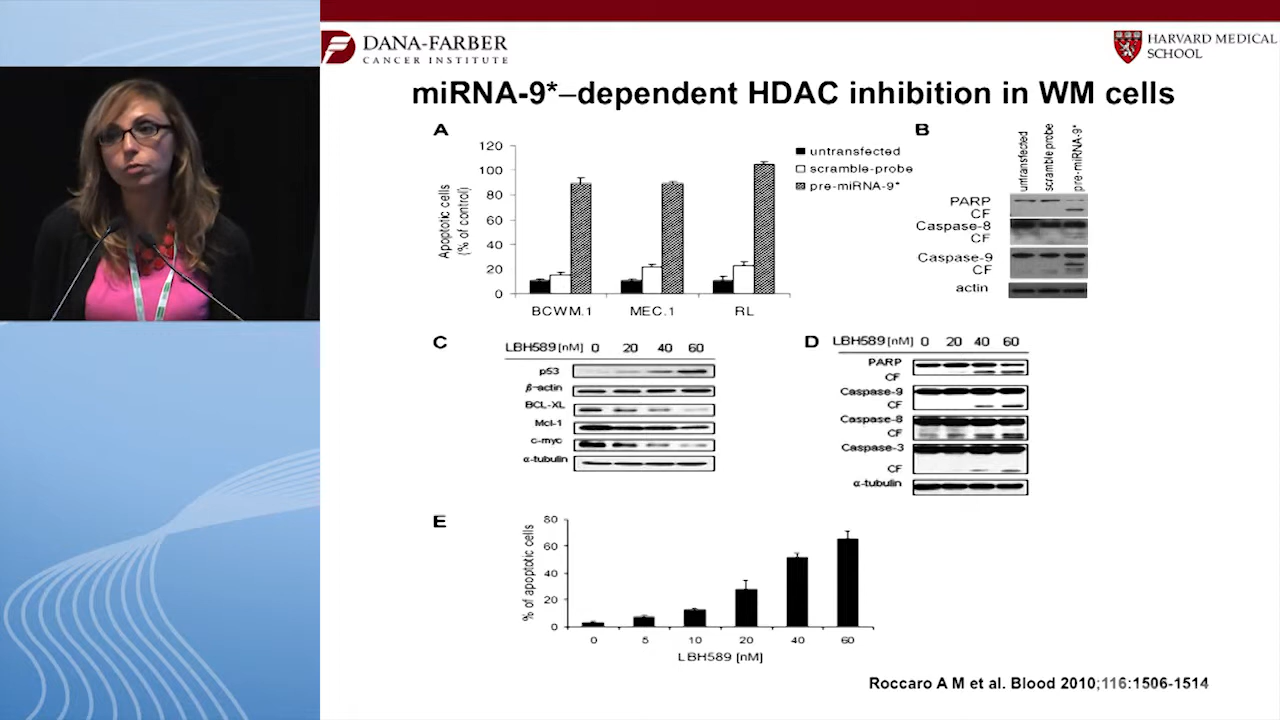 DANA-FARBER
CANCER INSTITUTE
HARVARD MEDICAL
SCHOOL
miRNA-9*–dependent HDAC inhibition in WM cells
A
120
100
80
60
40
20
0
Apoptotic cells
(% of control)
BCWM.1 MEC.1 RL
untransfected
scramble-probe
pre-miRNA-9*
B
untransfected
scramble probe
pre-miRNA-9*
PARP
CF
Caspase-8
CF
Caspase-9
CF
actin
C
LBH589 [nM] 0 20 40 60
p53
β-actin
BCL-XL
Mcl-1
c-myc
α-tubulin
D
LBH589 [nM] 0 20 40 60
PARP
CF
Caspase-9
CF
Caspase-8
CF
Caspase-3
CF
α-tubulin
E
80
60
40
20
0
% of apoptotic cells
0 5 10 20 40 60
LBH589 [nM]
Roccaro A M et al. Blood 2010;116:1506-1514